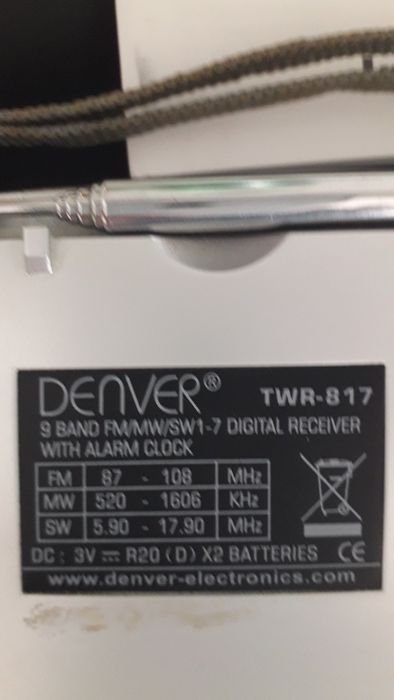 DENVER® TWR-817
9 BAND FM/MW/SW1-7 DIGITAL RECEIVER
WITH ALARM CLOCK
FM 87 - 108 MHz
MW 520 - 1606 KHz
SW 5.90 - 17.90 MHz
DC : 3V ⎓ R20 (D) X2 BATTERIES CE
www.denver-electronics.com